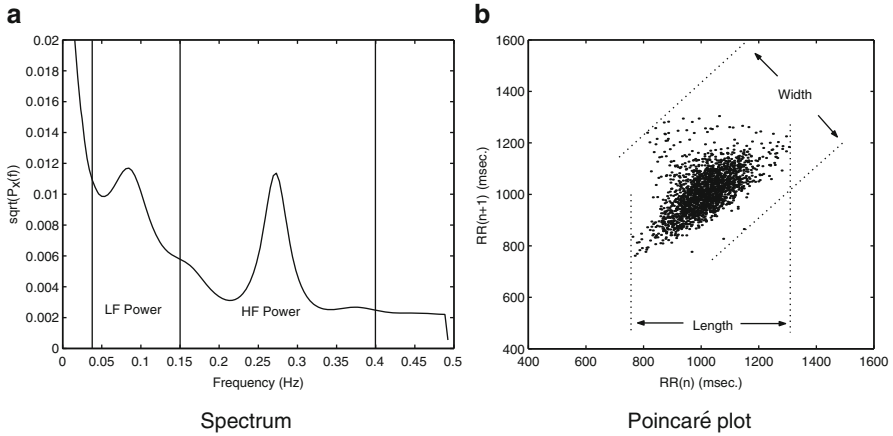 a
0.02
0.018
0.016
0.014
0.012
0.01
0.008
0.006
0.004
0.002
0
sqrt(Px(f))
LF Power
HF Power
0 0.05 0.1 0.15 0.2 0.25 0.3 0.35 0.4 0.45 0.5
Frequency (Hz)
Spectrum
b
1600
1400
1200
1000
800
600
400
RR(n+1) (msec.)
Width
Length
400 600 800 1000 1200 1400 1600
RR(n) (msec.)
Poincaré plot